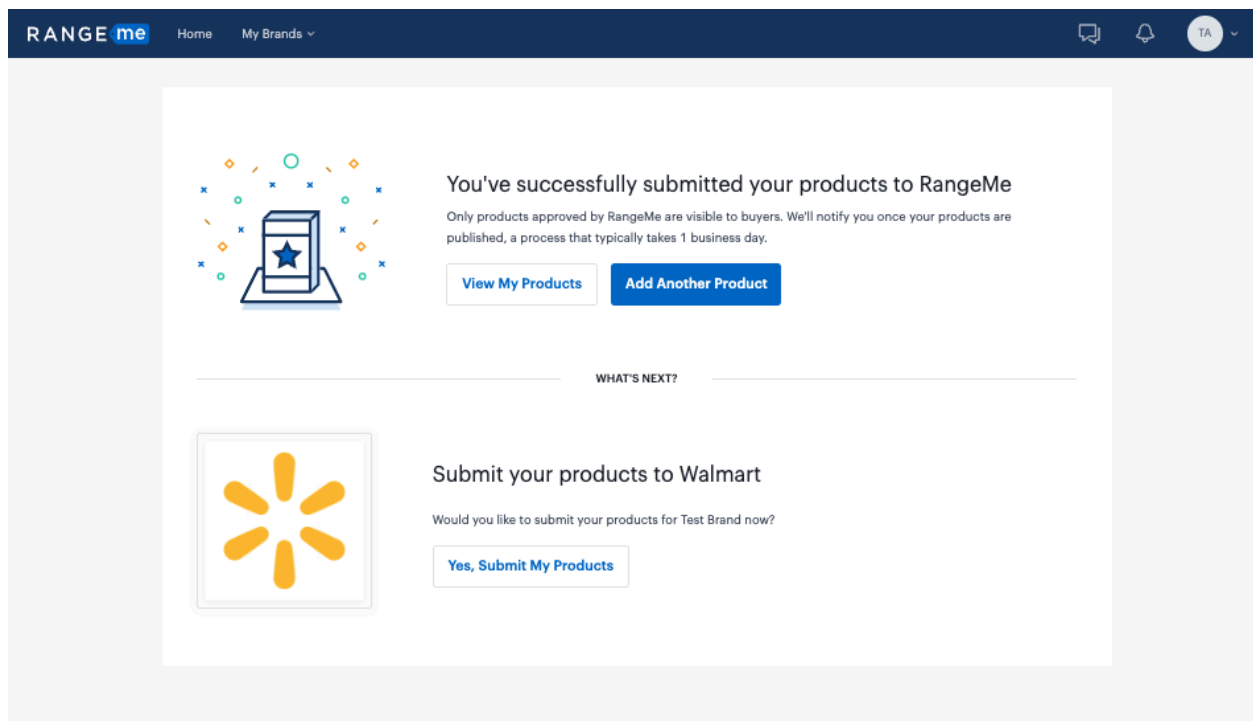 RANGE me Home My Brands TA
You've successfully submitted your products to RangeMe
Only products approved by RangeMe are visible to buyers. We'll notify you once your products are
published, a process that typically takes 1 business day.
View My Products Add Another Product
WHAT'S NEXT?
Submit your products to Walmart
Would you like to submit your products for Test Brand now?
Yes, Submit My Products